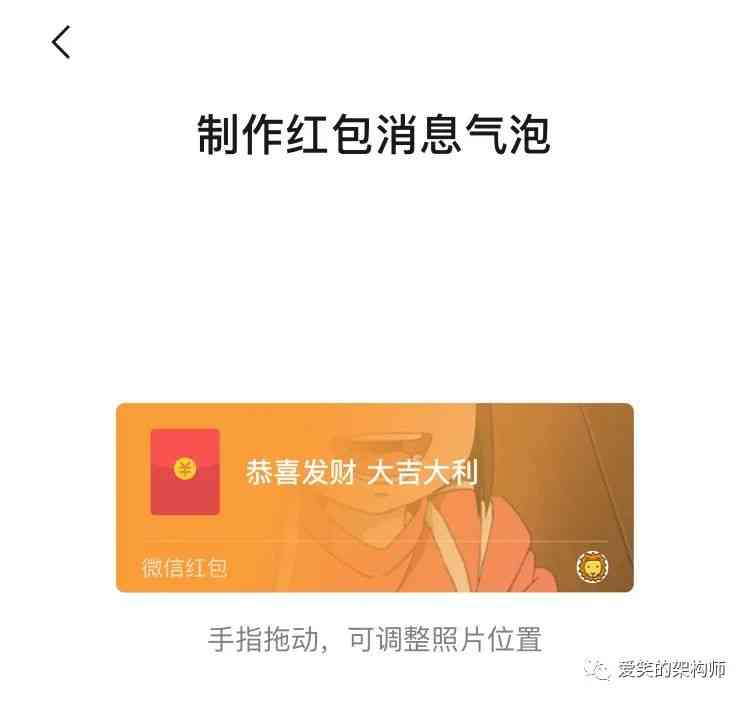 制作红包消息气泡
¥
恭喜发财 大吉大利
微信红包
手指拖动，可调整照片位置
爱笑的架构师